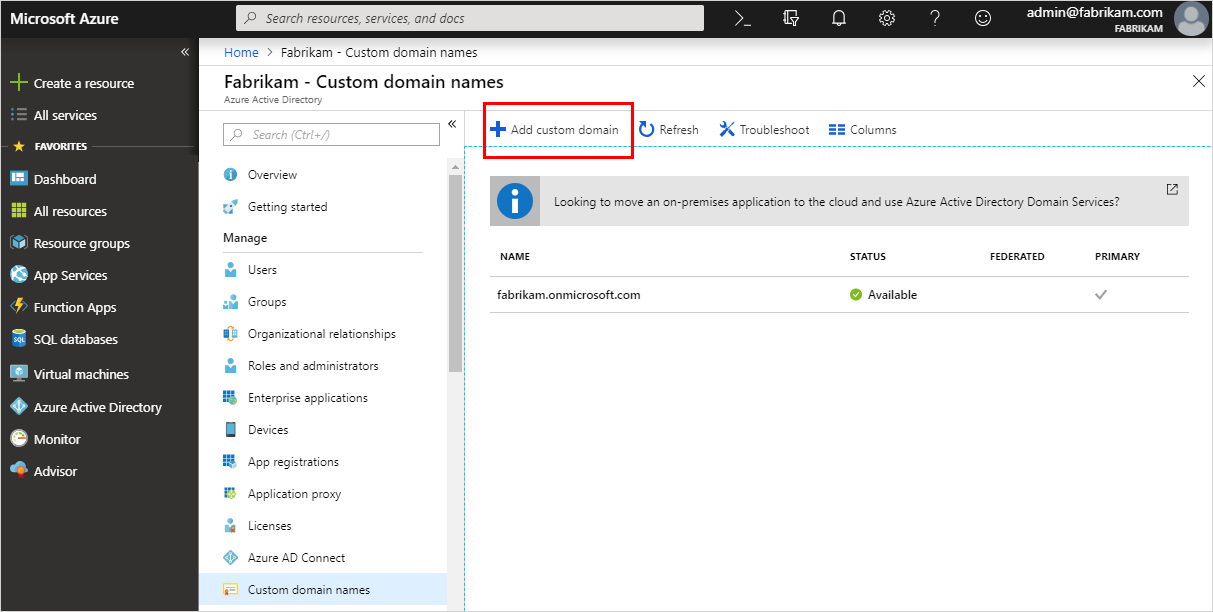 Microsoft Azure
Search resources, services, and docs
admin@fabrikam.com
FABRIKAM
Create a resource
All services
FAVORITES
Dashboard
All resources
Resource groups
App Services
Function Apps
SQL databases
Virtual machines
Azure Active Directory
Monitor
Advisor
Home > Fabrikam - Custom domain names
Fabrikam - Custom domain names
Azure Active Directory
Search (Ctrl+/)
Overview
Getting started
Manage
Users
Groups
Organizational relationships
Roles and administrators
Enterprise applications
Devices
App registrations
Application proxy
Licenses
Azure AD Connect
Custom domain names
Add custom domain Refresh Troubleshoot Columns
Looking to move an on-premises application to the cloud and use Azure Active Directory Domain Services?
NAME STATUS FEDERATED PRIMARY
fabrikam.onmicrosoft.com Available